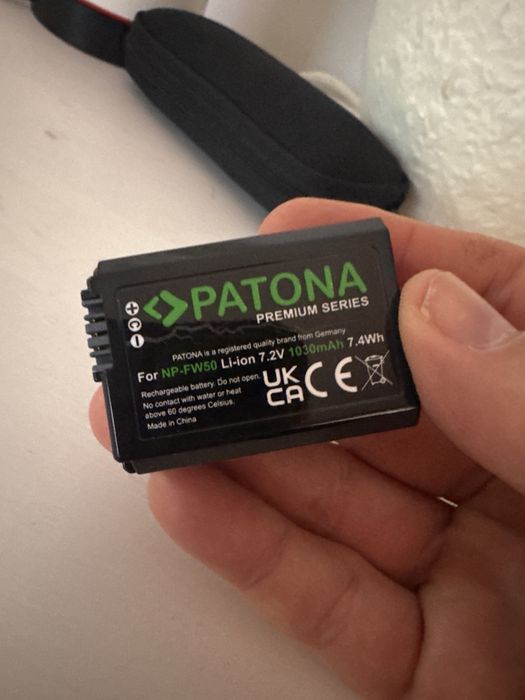 PATONA
PREMIUM SERIES
PATONA is a registered quality brand from Germany
For NP-FW50 Li-ion 7.2V 1030mAh 7.4Wh
Rechargeable battery. Do not open.
No contact with water or heat
above 60 degrees Celsius.
Made in China
UK
CA CE
+
C
-